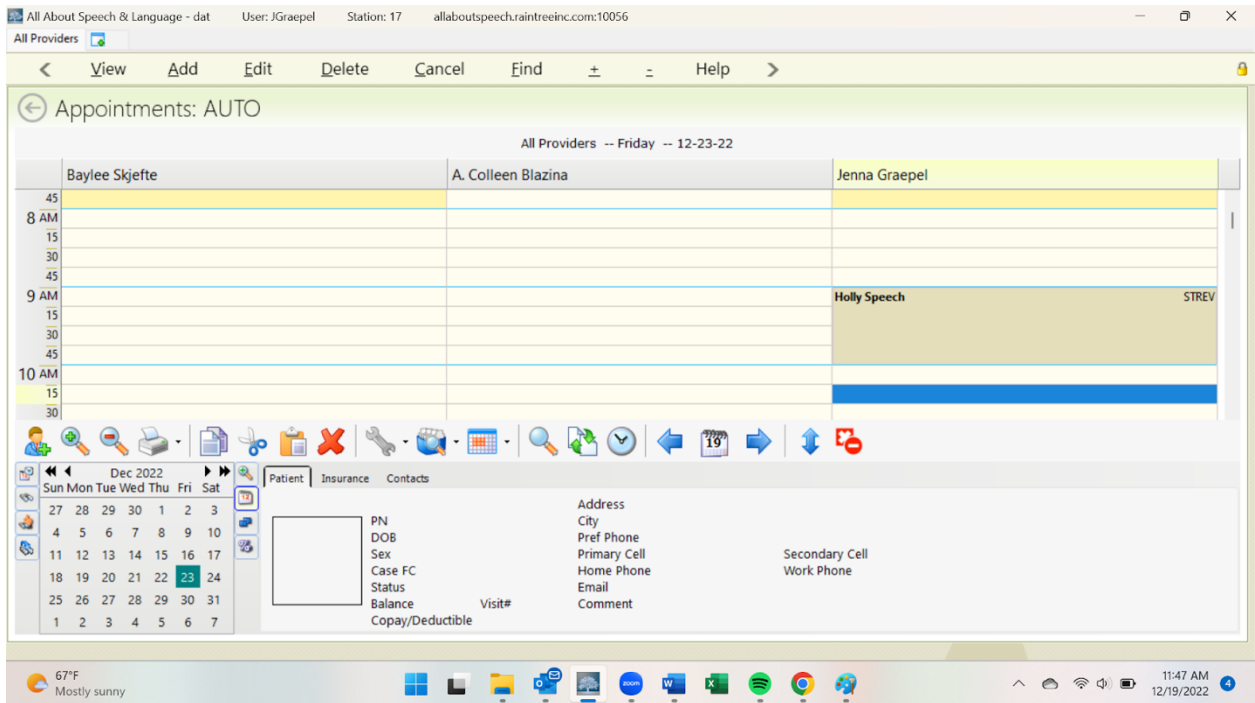 All About Speech & Language - dat User: JGraepel Station: 17 allaboutspeech.raintreeinc.com:10056
All Providers
View Add Edit Delete Cancel Find + - Help
Appointments: AUTO
All Providers -- Friday -- 12-23-22
Baylee Skjefte A. Colleen Blazina Jenna Graepel
45
8 AM
15
30
45
9 AM Holly Speech STREV
15
30
45
10 AM
15
30
19
Dec 2022 Patient Insurance Contacts
Sun Mon Tue Wed Thu Fri Sat
27 28 29 30 1 2 3 12 Address
PN City
4 5 6 7 8 9 10 DOB Pref Phone
11 12 13 14 15 16 17 Sex Primary Cell Secondary Cell
18 19 20 21 22 23 24 Case FC Home Phone Work Phone
Status Email
25 26 27 28 29 30 31 Balance Visit# Comment
1 2 3 4 5 6 7 Copay/Deductible
67°F 11:47 AM
Mostly sunny zoom 12/19/2022 4